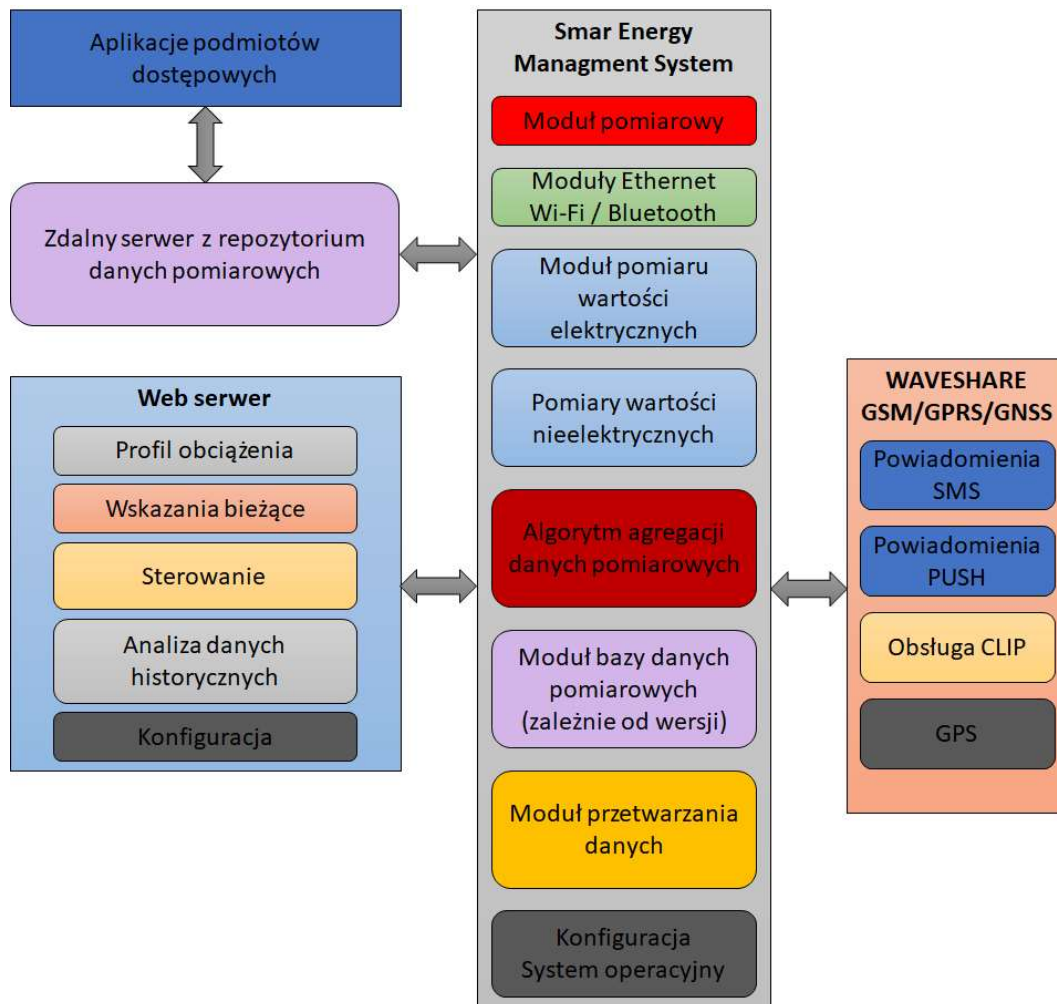 Aplikacje podmiotów
dostępowych
Zdalny serwer z repozytorium
danych pomiarowych
Web serwer
Profil obciążenia
Wskazania bieżące
Sterowanie
Analiza danych
historycznych
Konfiguracja
Smar Energy
Managment System
Moduł pomiarowy
Moduły Ethernet
Wi-Fi / Bluetooth
Moduł pomiaru
wartości
elektrycznych
Pomiary wartości
nieelektrycznych
Algorytm agregacji
danych pomiarowych
Moduł bazy danych
pomiarowych
(zależnie od wersji)
Moduł przetwarzania
danych
Konfiguracja
System operacyjny
WAVESHARE
GSM/GPRS/GNSS
Powiadomienia
SMS
Powiadomienia
PUSH
Obsługa CLIP
GPS